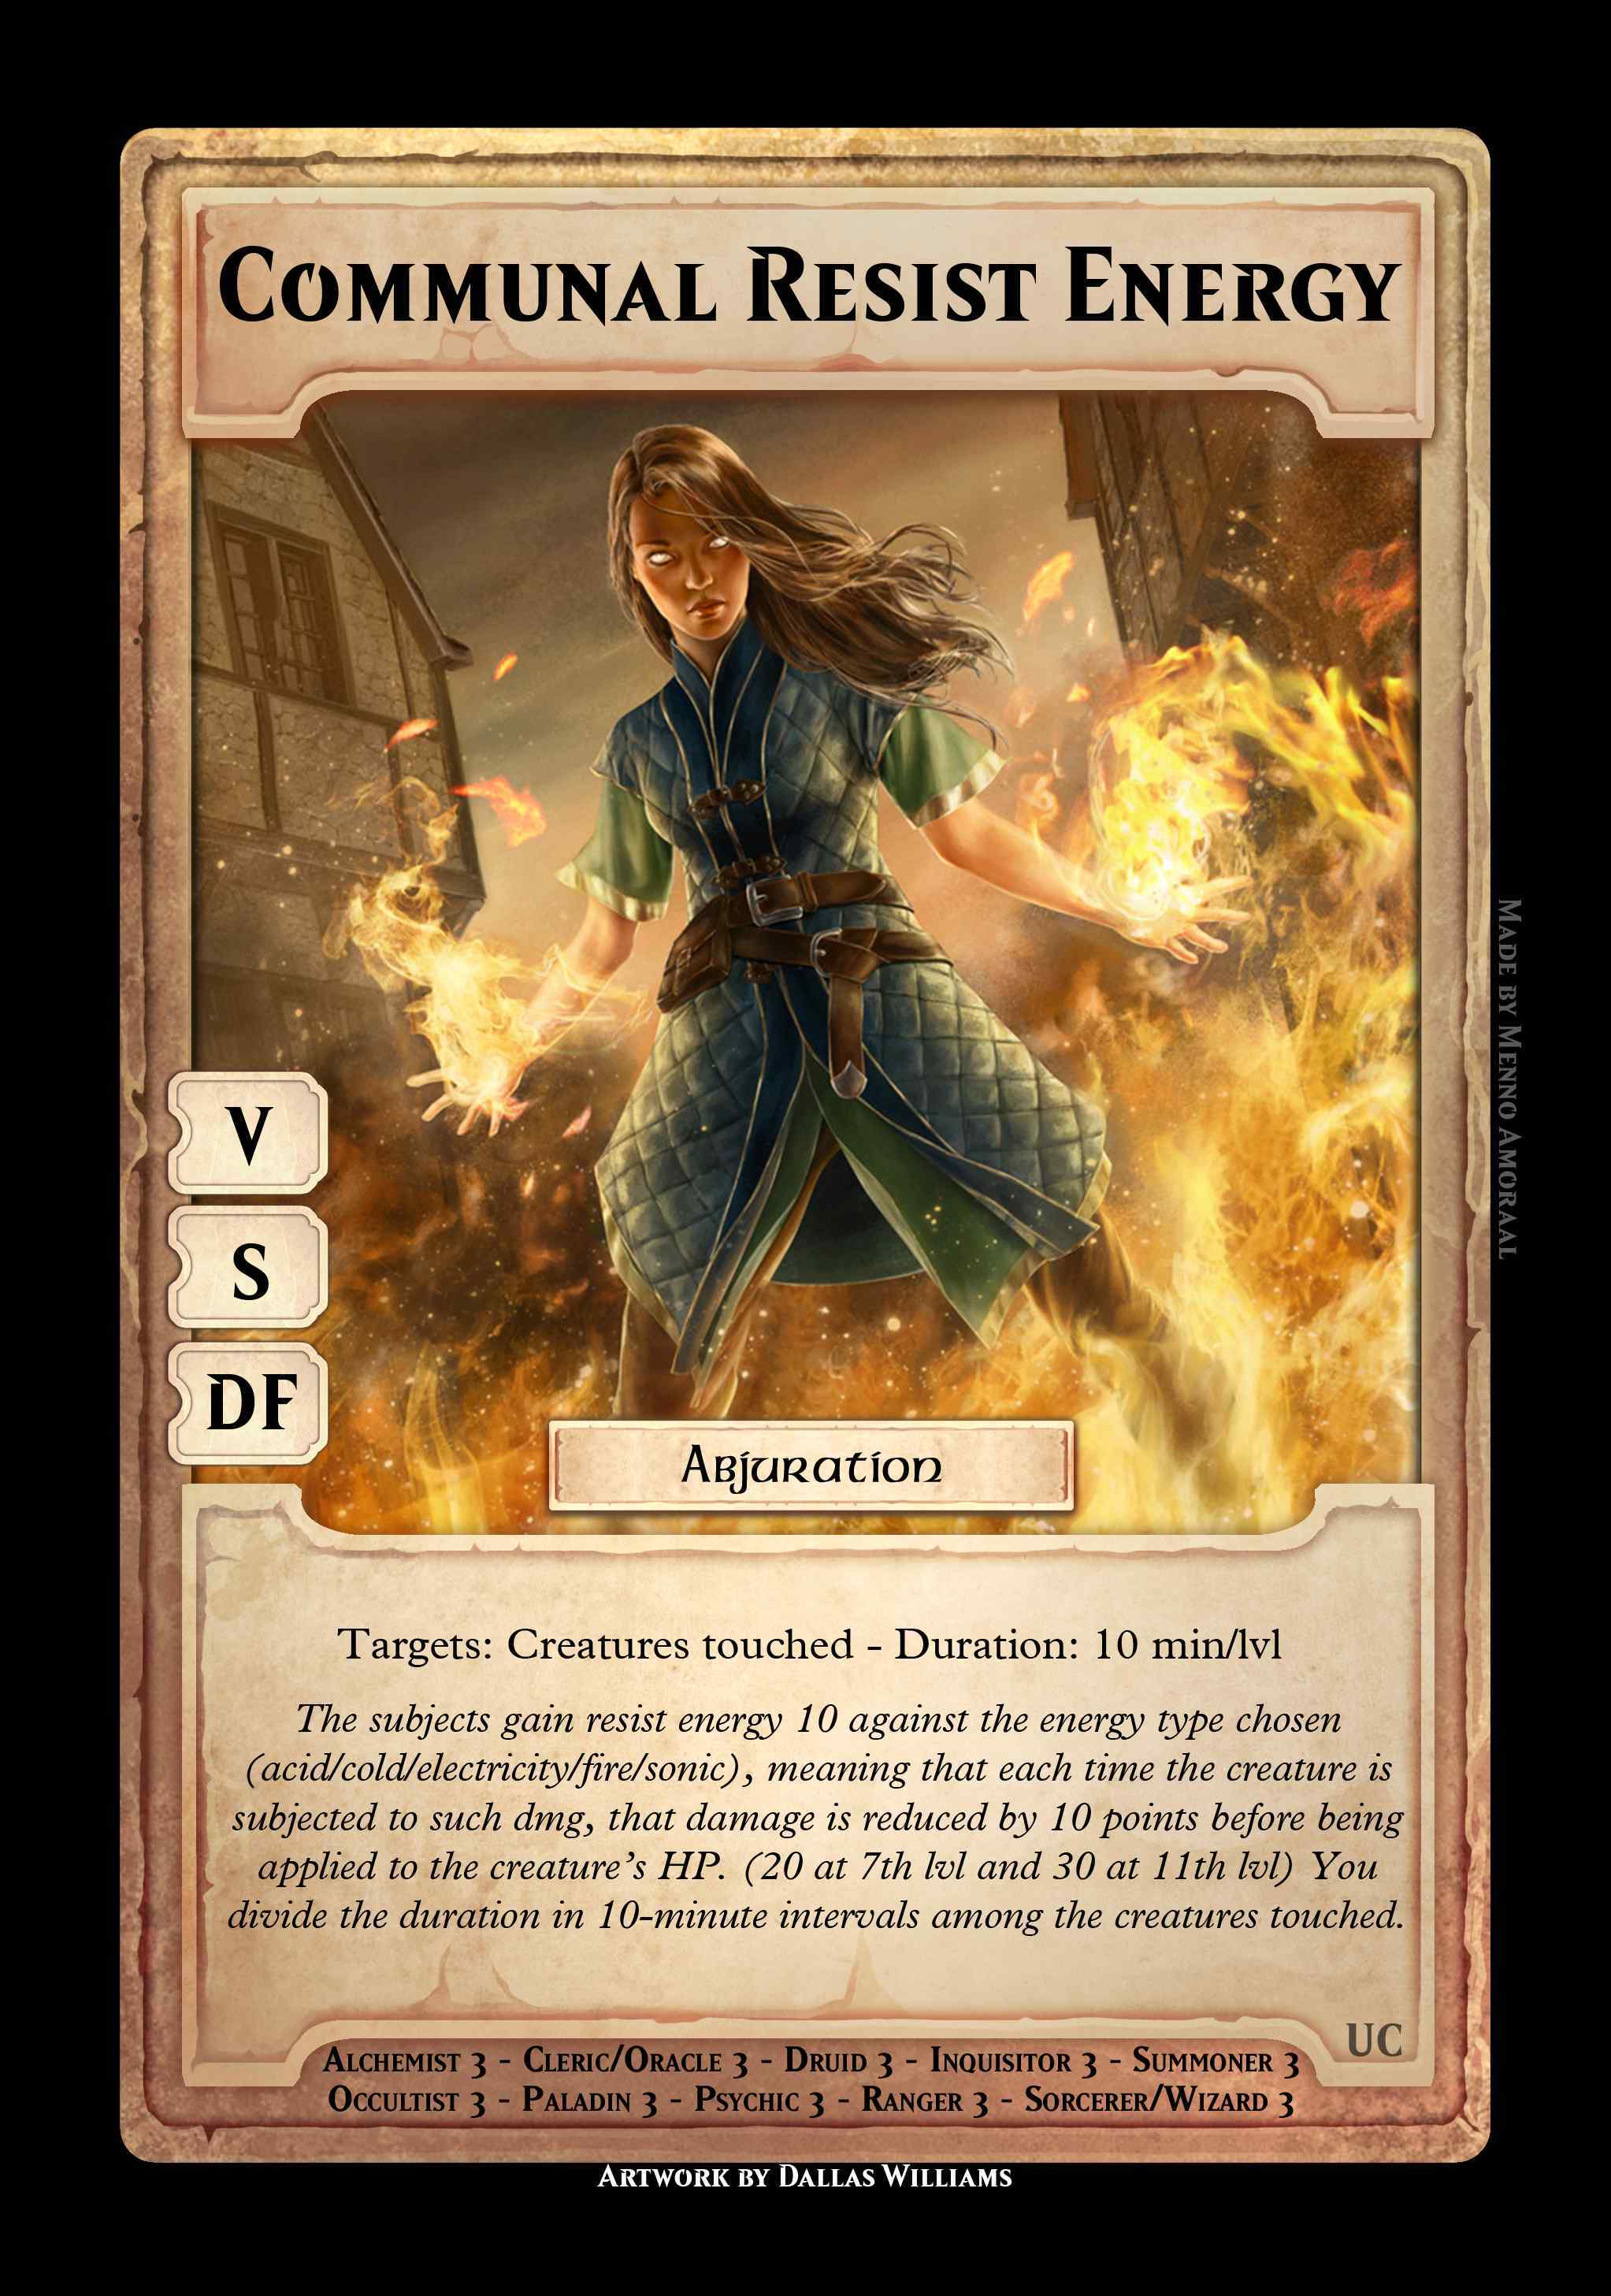 Communal Resist Energy
V
S
DF
Abjuration
Targets: Creatures touched - Duration: 10 min/lvl
The subjects gain resist energy 10 against the energy type chosen
(acid/cold/electricity/fire/sonic), meaning that each time the creature is
subjected to such dmg, that damage is reduced by 10 points before being
applied to the creature's HP. (20 at 7th lvl and 30 at 11th lvl) You
divide the duration in 10-minute intervals among the creatures touched.
UC
Alchemist 3 - Cleric/Oracle 3 - Druid 3 - Inquisitor 3 - Summoner 3
Occultist 3 - Paladin 3 - Psychic 3 - Ranger 3 - Sorcerer/Wizard 3
Artwork by Dallas Williams
Made by Menno Amoraal